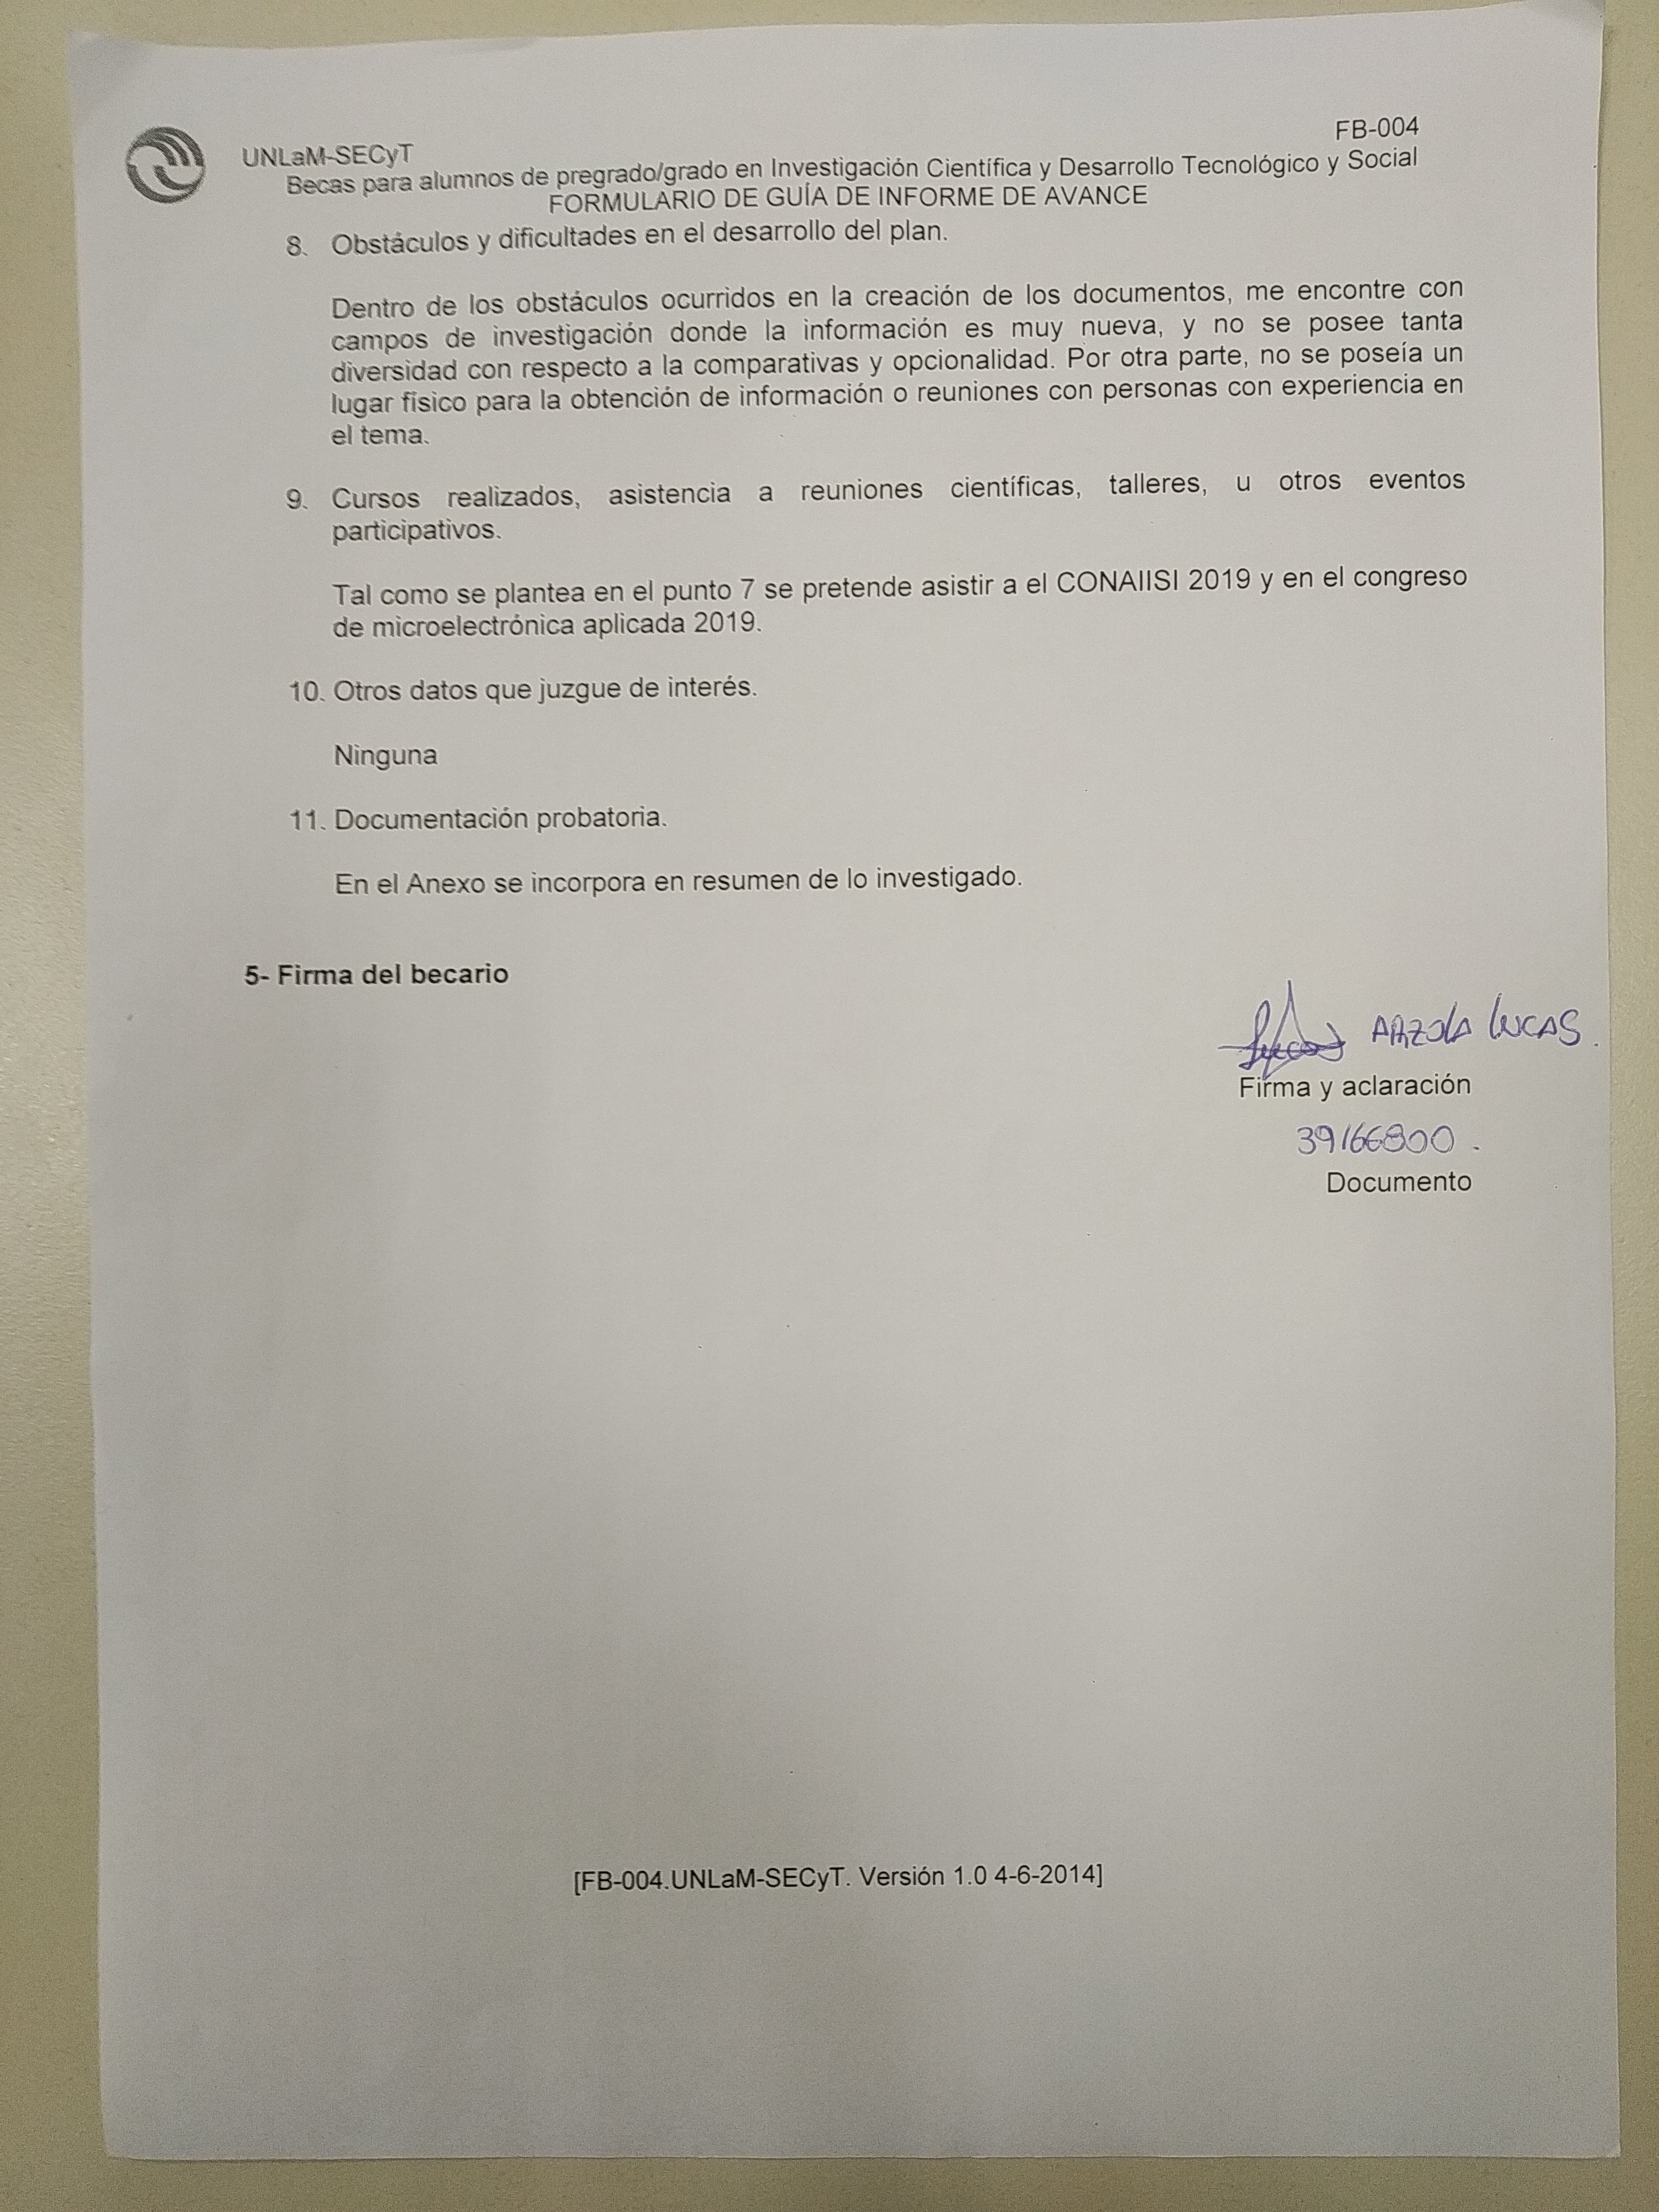 FB-004
UNLaM-SECyT
Becas para alumnos de pregrado/grado en Investigación Científica y Desarrollo Tecnológico y Social
FORMULARIO DE GUÍA DE INFORME DE AVANCE
8. Obstáculos y dificultades en el desarrollo del plan.
Dentro de los obstáculos ocurridos en la creación de los documentos, me encontre con
campos de investigación donde la información es muy nueva, y no se posee tanta
diversidad con respecto a la comparativas y opcionalidad. Por otra parte, no se poseía un
lugar físico para la obtención de información o reuniones con personas con experiencia en
el tema.
9. Cursos realizados, asistencia a reuniones científicas, talleres, u otros eventos
participativos.
Tal como se plantea en el punto 7 se pretende asistir a el CONAIISI 2019 y en el congreso
de microelectrónica aplicada 2019.
10. Otros datos que juzgue de interés.
Ninguna
11. Documentación probatoria.
En el Anexo se incorpora en resumen de lo investigado.
5- Firma del becario
ARZOLA LUCAS.
Firma y aclaración
39166800.
Documento
[FB-004.UNLaM-SECyT. Versión 1.0 4-6-2014]